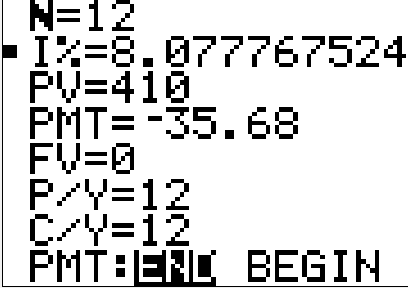 N=12
I%=8.077767524
PV=410
PMT=-35.68
FV=0
P/Y=12
C/Y=12
PMT:END BEGIN